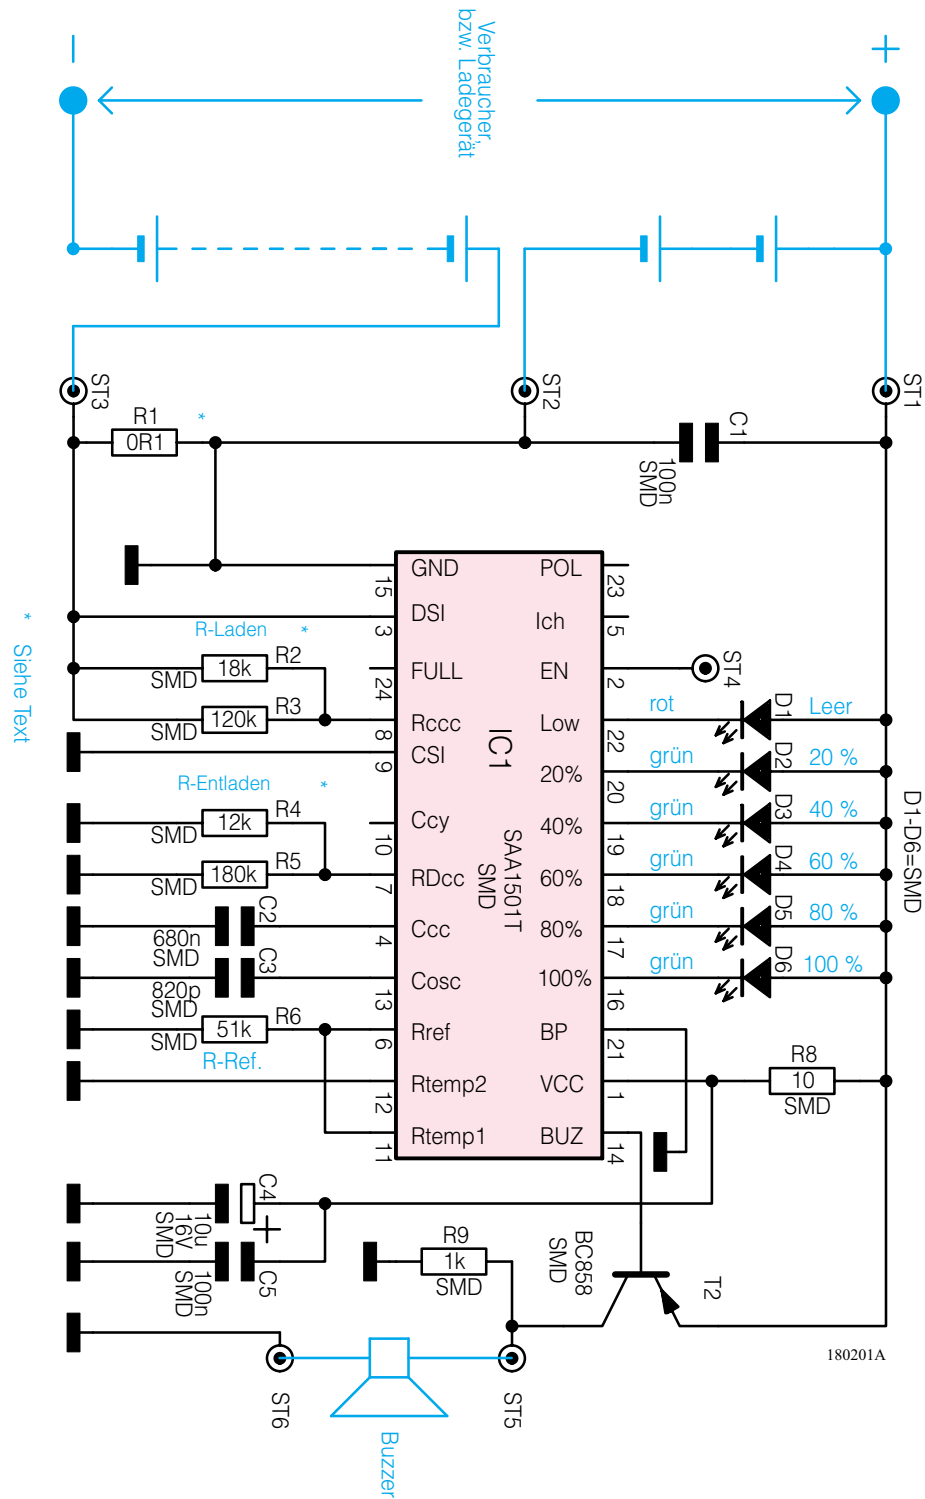 +
−
Verbraucher,
bzw. Ladegerät
ST3
ST2
ST1
R1
*
0R1
C1
100n
SMD
IC1
SAA1501T
SMD
GND
15
DSI
3
FULL
24
Rccc
8
CSI
9
Ccy
10
RDcc
7
Ccc
4
Cosc
13
Rref
6
Rtemp2
12
Rtemp1
11
POL
23
Ich
5
EN
2
Low
22
20%
20
40%
19
60%
18
80%
17
100%
16
BP
21
VCC
1
BUZ
14
ST4
R-Laden *
R2
18k
SMD
R3
120k
SMD
R-Entladen *
R4
12k
SMD
R5
180k
SMD
C2
680n
SMD
C3
820p
SMD
R6
51k
SMD
R-Ref.
* Siehe Text
rot
D1
Leer
grün
D2
20 %
grün
D3
40 %
grün
D4
60 %
grün
D5
80 %
grün
D6
100 %
D1-D6=SMD
R8
10
SMD
C4
+
10u
16V
SMD
C5
100n
SMD
R9
1k
SMD
BC858
SMD
T2
ST6
ST5
Buzzer
180201A